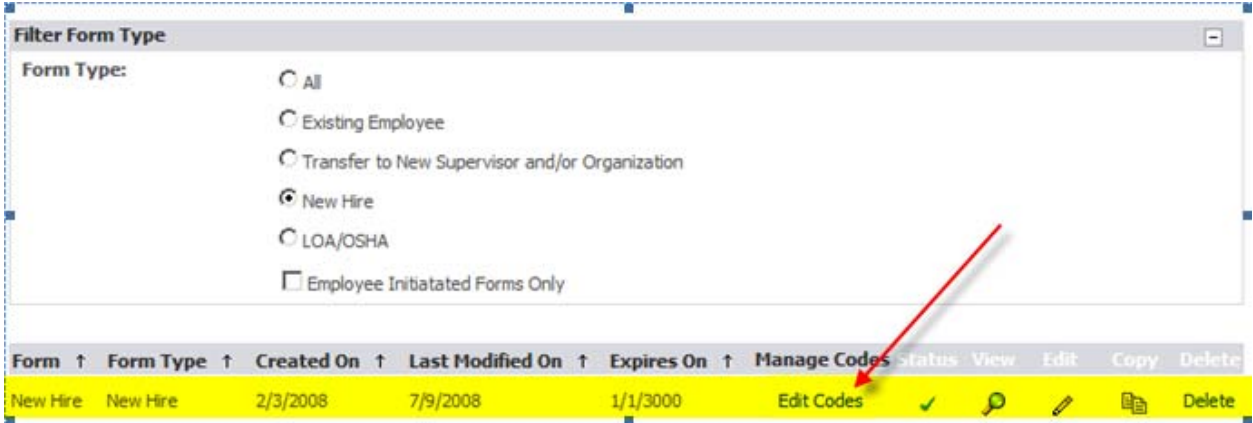 Filter Form Type
Form Type:
All
Existing Employee
Transfer to New Supervisor and/or Organization
New Hire
LOA/OSHA
Employee Initiatated Forms Only
Form ↑ Form Type ↑ Created On ↑ Last Modified On ↑ Expires On ↑ Manage Codes Status View Edit Copy Delete
New Hire New Hire 2/3/2008 7/9/2008 1/1/3000 Edit Codes Delete